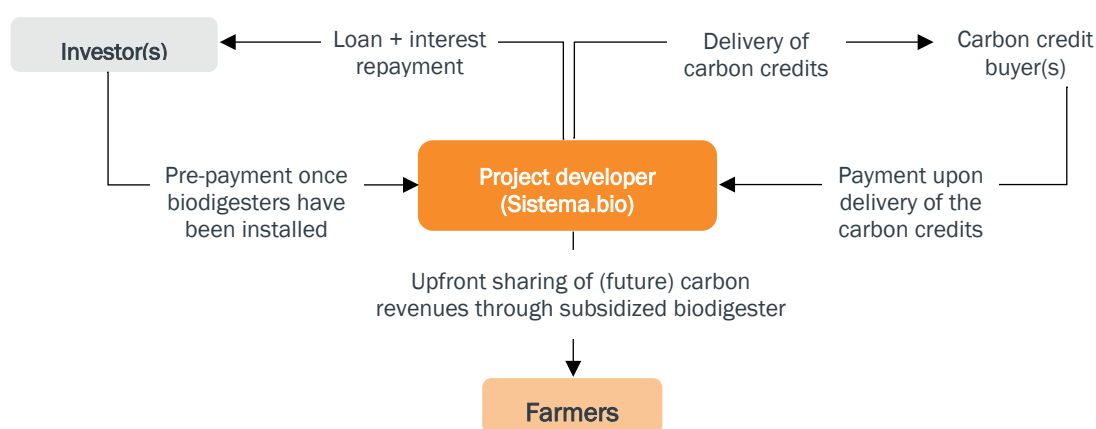 Investor(s)
Loan + interest
repayment
Delivery of
carbon credits
Carbon credit
buyer(s)
Pre-payment once
biodigesters have
been installed
Project developer
(Sistema.bio)
Payment upon
delivery of the
carbon credits
Upfront sharing of (future) carbon
revenues through subsidized biodigester
Farmers